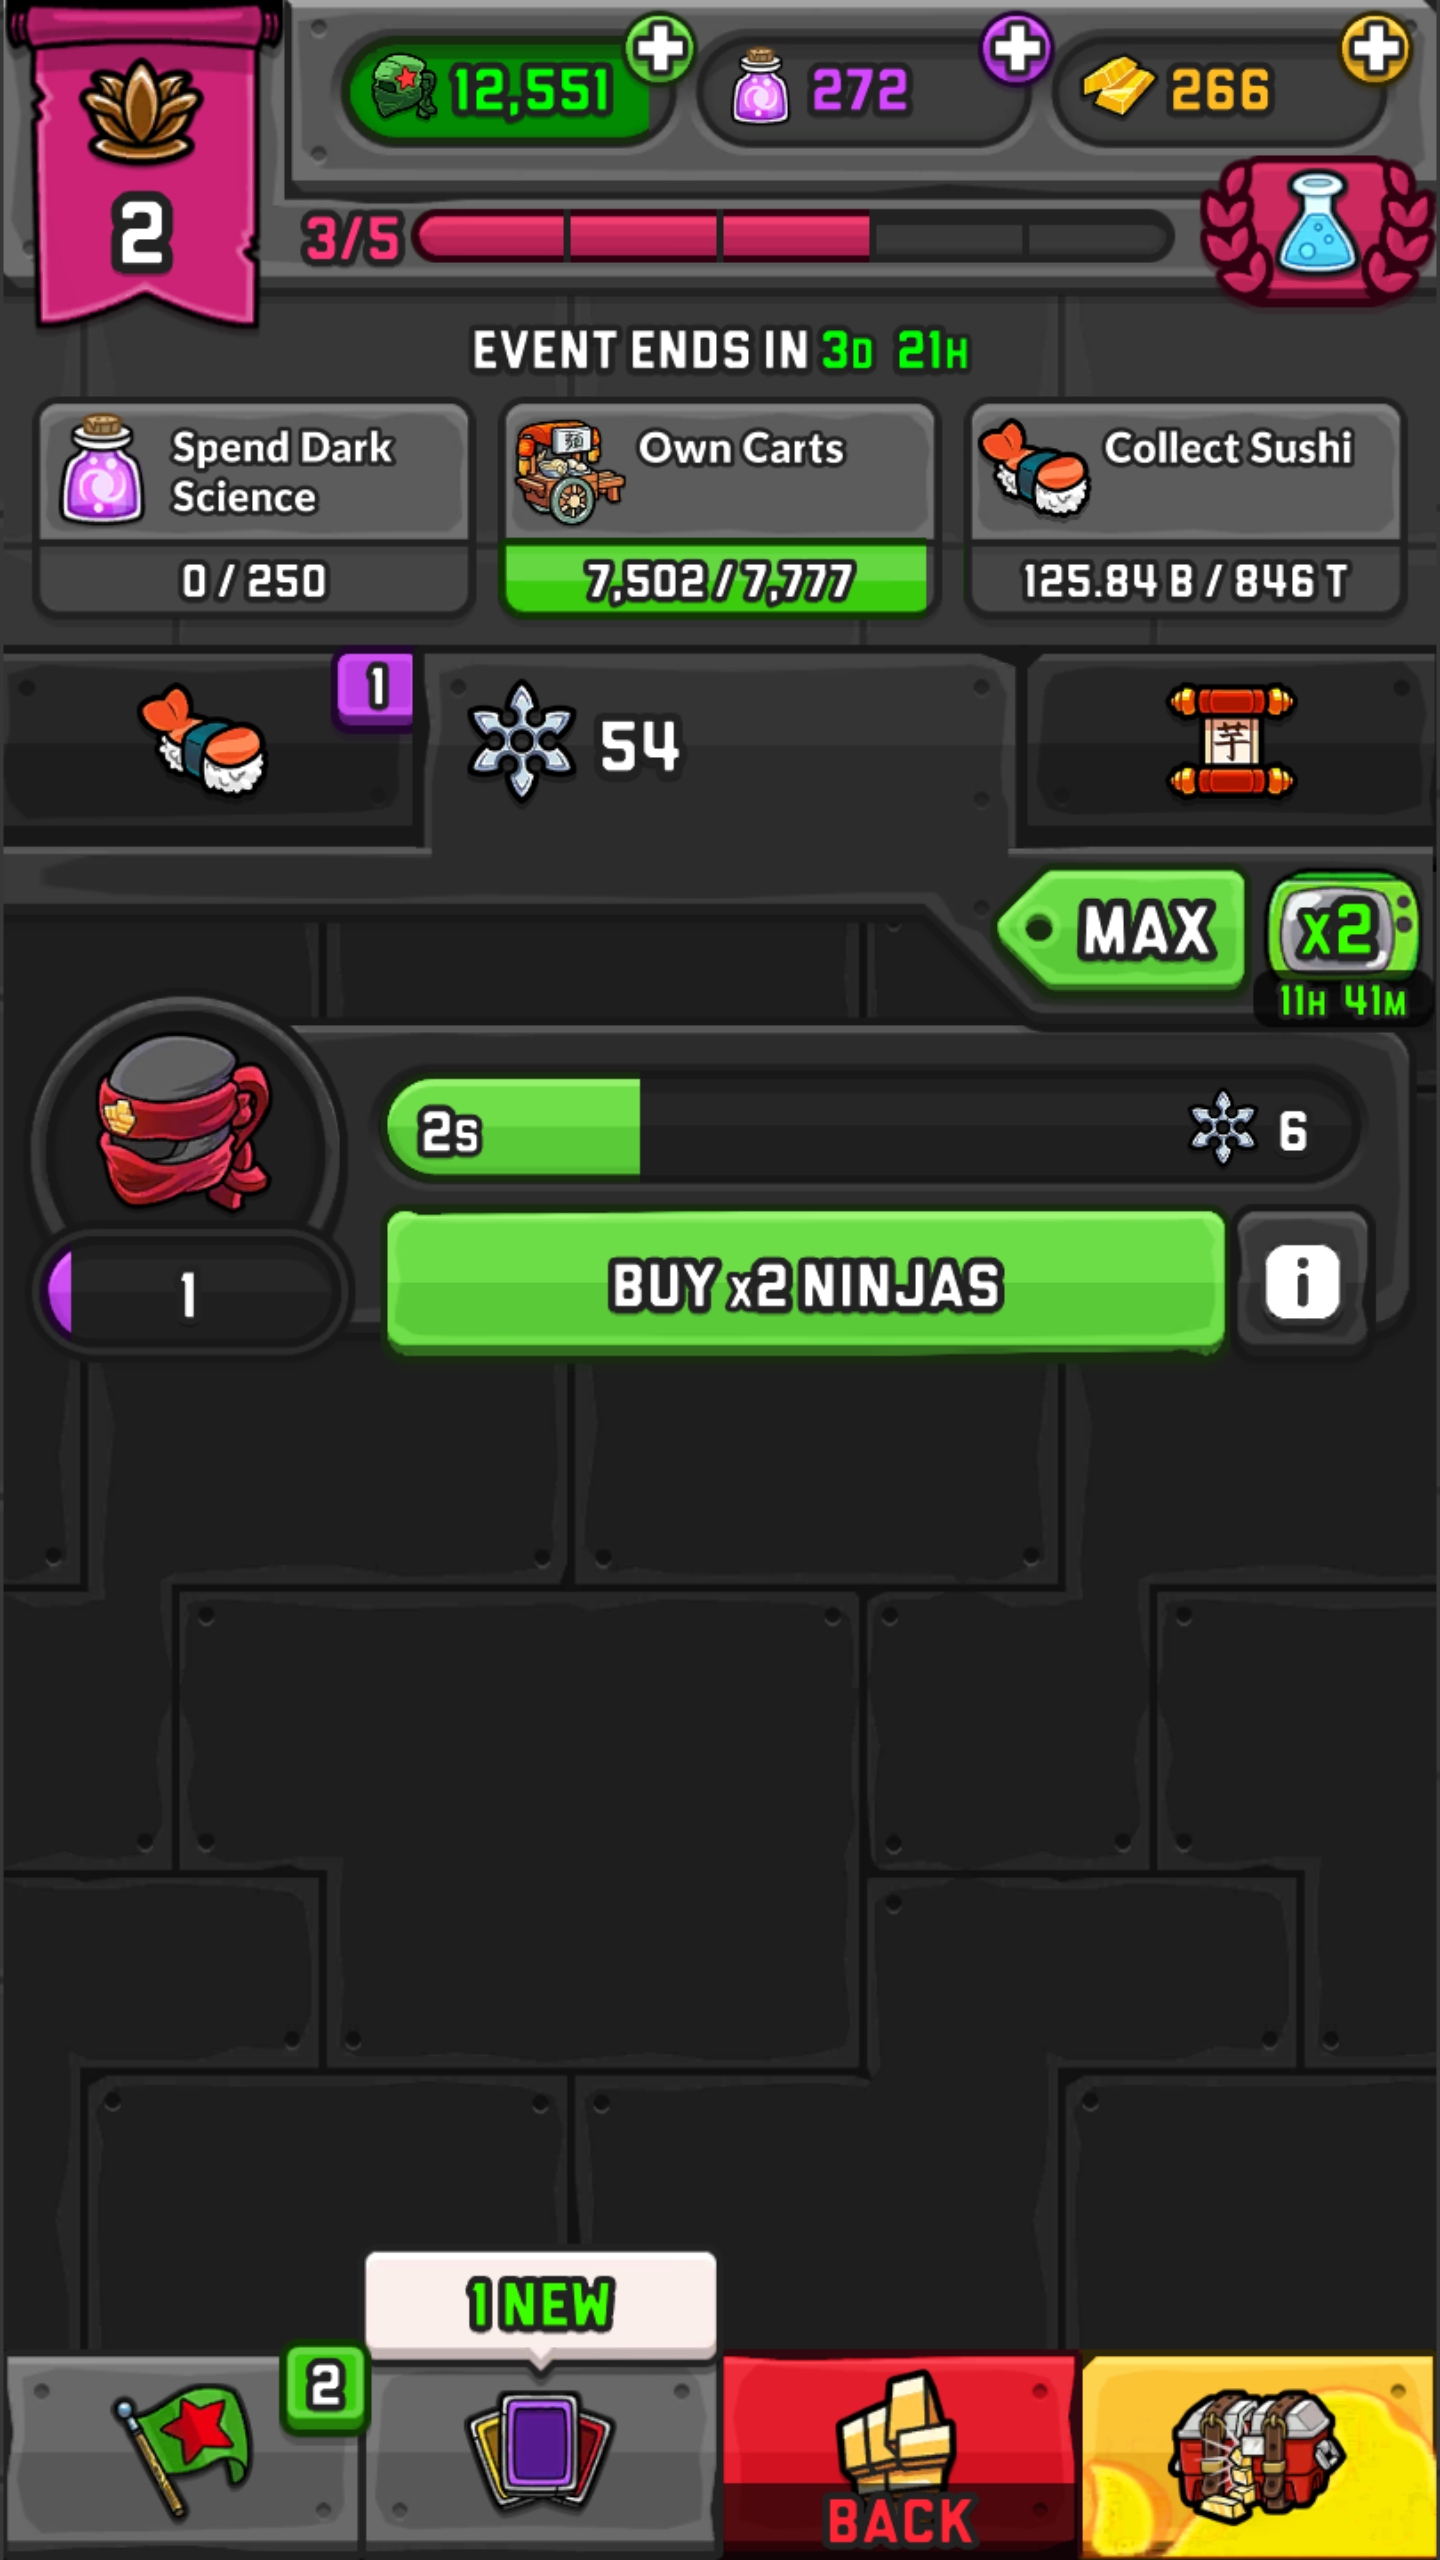 12,551
272
266
2
3/5
EVENT ENDS IN 3D 21H
Spend Dark
Science
0 / 250
Own Carts
7,502 / 7,777
Collect Sushi
125.84 B / 846 T
1
54
芋
MAX
x2
11H 41M
2s
6
1
BUY x2 NINJAS
i
1 NEW
2
BACK